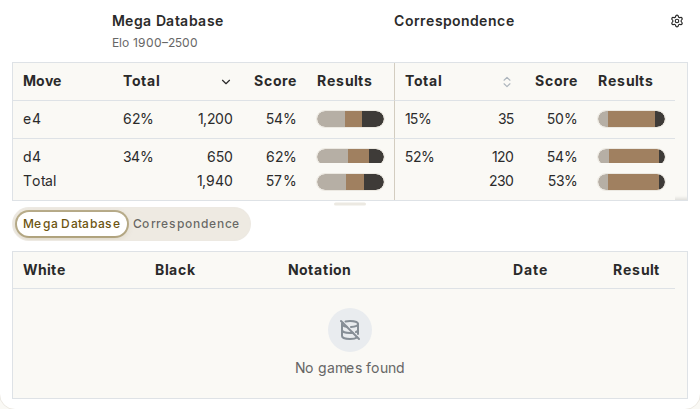 Mega Database Correspondence
Elo 1900–2500
Move Total Score Results Total Score Results
e4 62% 1,200 54% 15% 35 50%
d4 34% 650 62% 52% 120 54%
Total 1,940 57% 230 53%
Mega Database Correspondence
White Black Notation Date Result
No games found